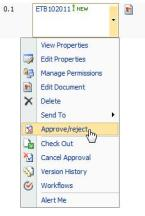 0.1 ETB102011 ! NEW
View Properties
Edit Properties
Manage Permissions
Edit Document
Delete
Send To
Approve/reject
Check Out
Cancel Approval
Version History
Workflows
Alert Me